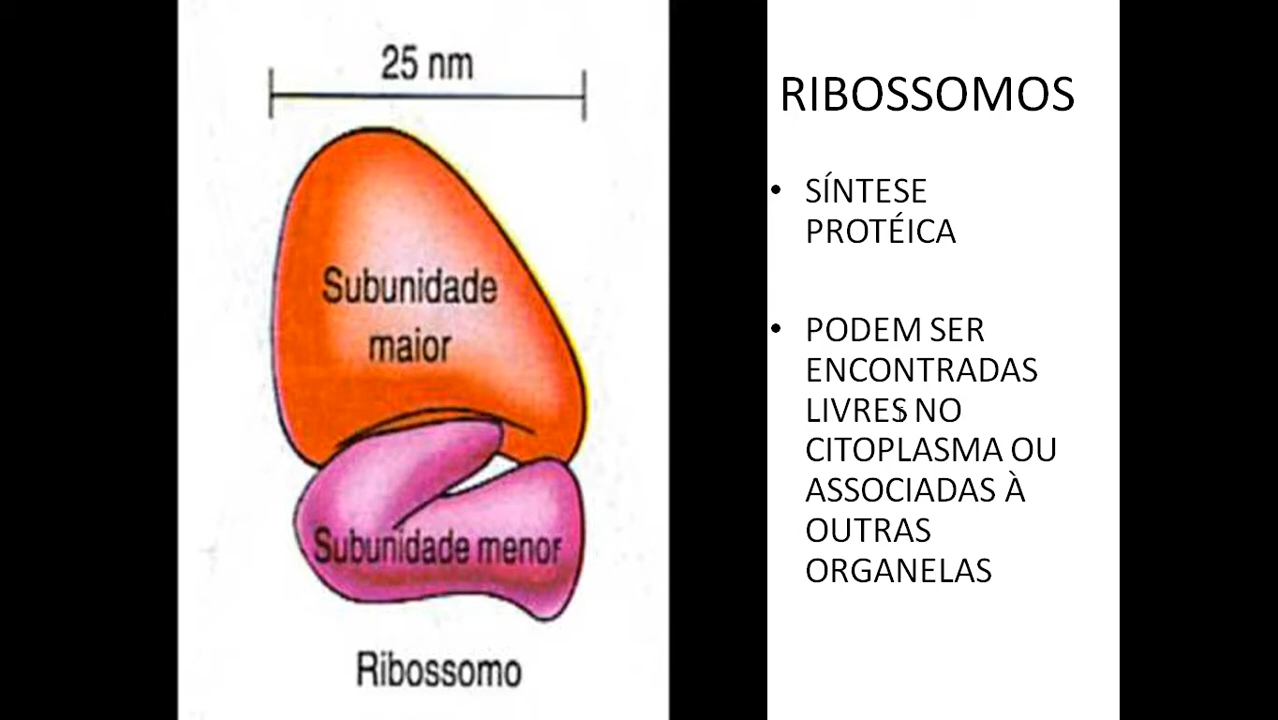 25 nm
Subunidade
maior
Subunidade menor
Ribossomo
RIBOSSOMOS
• SÍNTESE
PROTÉICA
• PODEM SER
ENCONTRADAS
LIVRES NO
CITOPLASMA OU
ASSOCIADAS À
OUTRAS
ORGANELAS